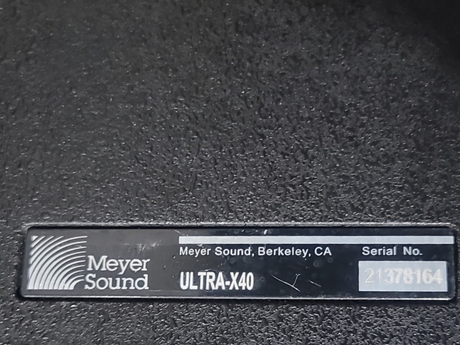 Meyer Sound, Berkeley, CA Serial No.
Meyer
Sound
ULTRA-X40 21378164